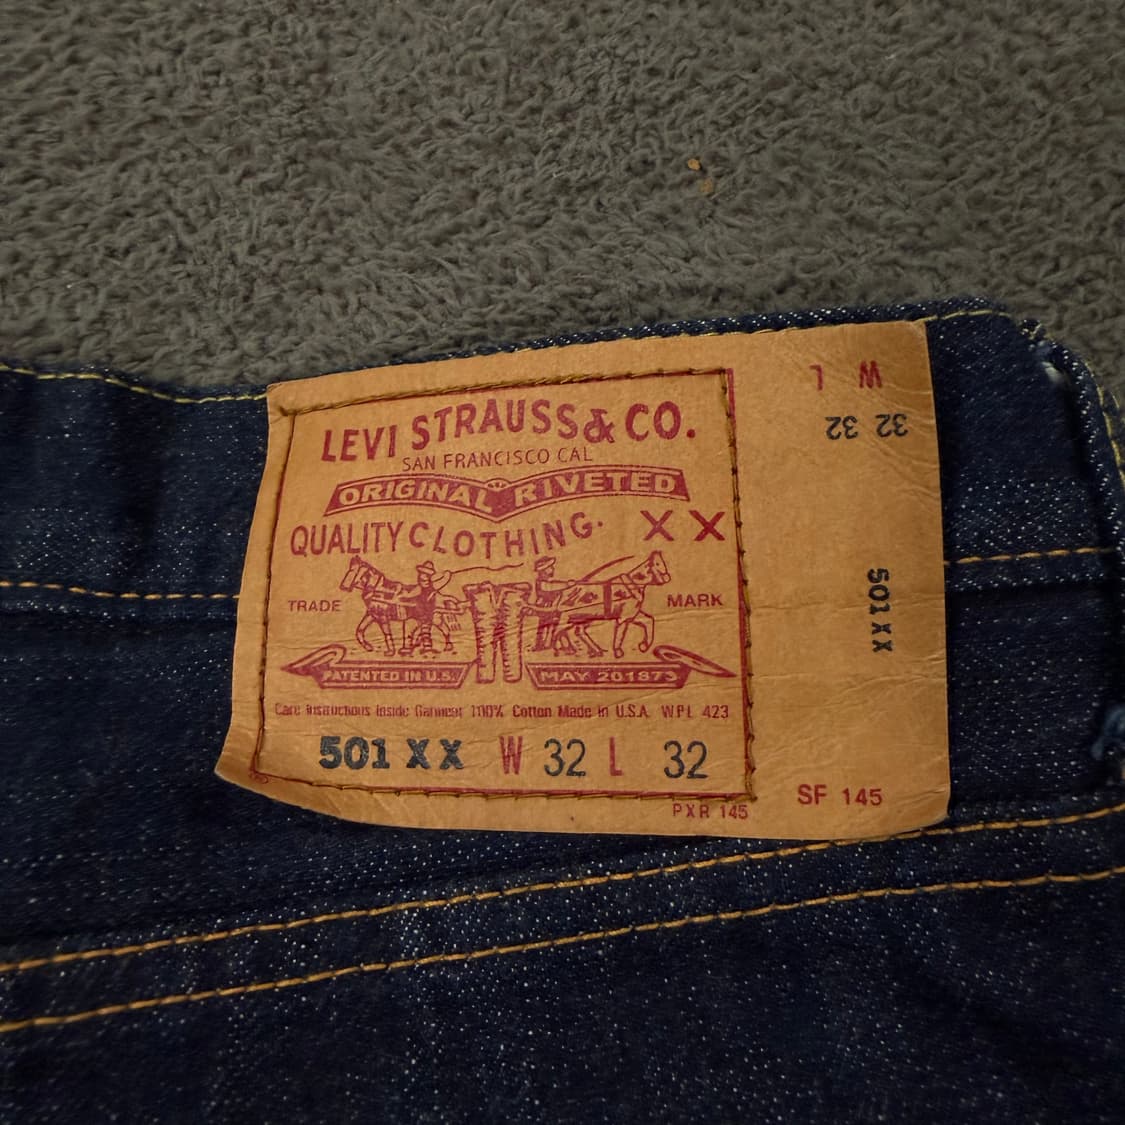 LEVI STRAUSS & CO.
SAN FRANCISCO CAL
ORIGINAL RIVETED
QUALITY CLOTHING.
XX
TRADE MARK
PATENTED IN U.S. MAY 20 1873
Care Instructions Inside Garment 100% Cotton Made in U.S.A. WPL 423
501 XX W 32 L 32
PXR 145
W L
32 32
501 XX
SF 145